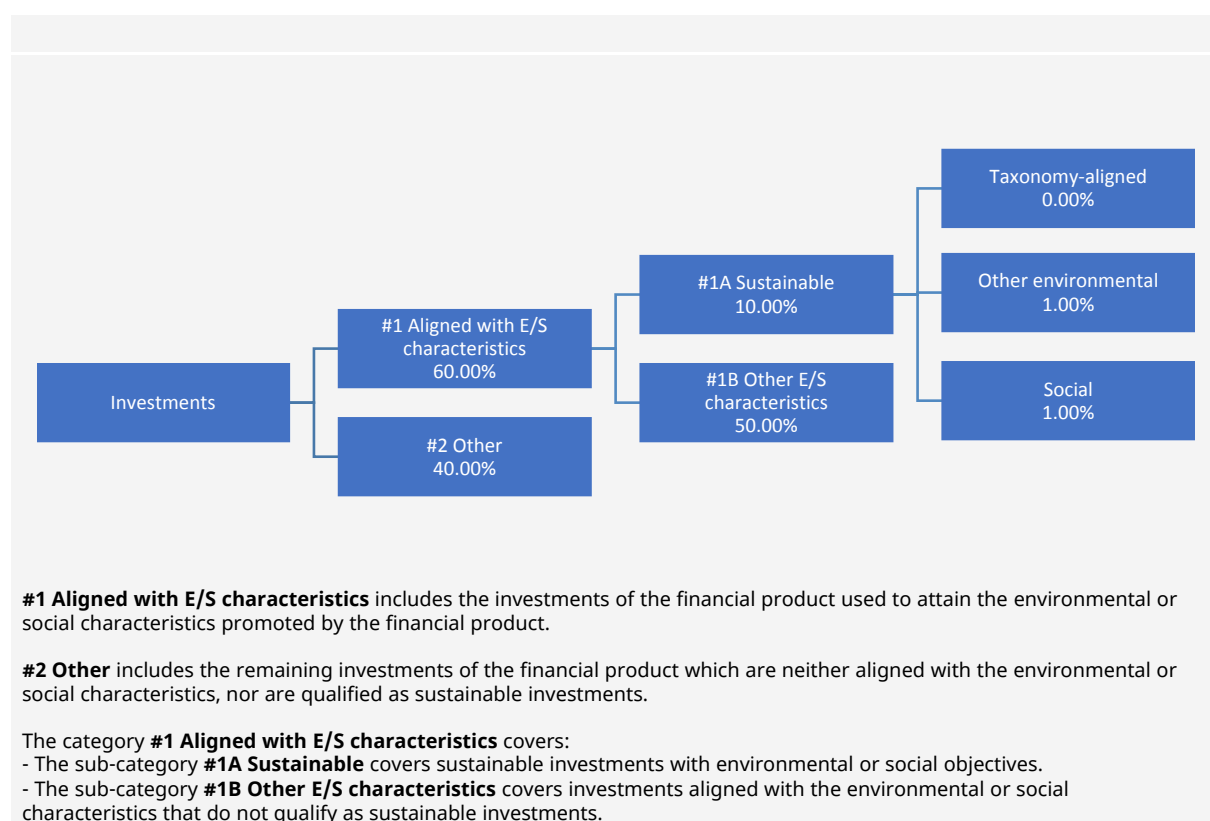 Investments
#1 Aligned with E/S
characteristics
60.00%
#2 Other
40.00%
#1A Sustainable
10.00%
#1B Other E/S
characteristics
50.00%
Taxonomy-aligned
0.00%
Other environmental
1.00%
Social
1.00%
#1 Aligned with E/S characteristics includes the investments of the financial product used to attain the environmental or
social characteristics promoted by the financial product.
#2 Other includes the remaining investments of the financial product which are neither aligned with the environmental or
social characteristics, nor are qualified as sustainable investments.
The category #1 Aligned with E/S characteristics covers:
- The sub-category #1A Sustainable covers sustainable investments with environmental or social objectives.
- The sub-category #1B Other E/S characteristics covers investments aligned with the environmental or social
characteristics that do not qualify as sustainable investments.